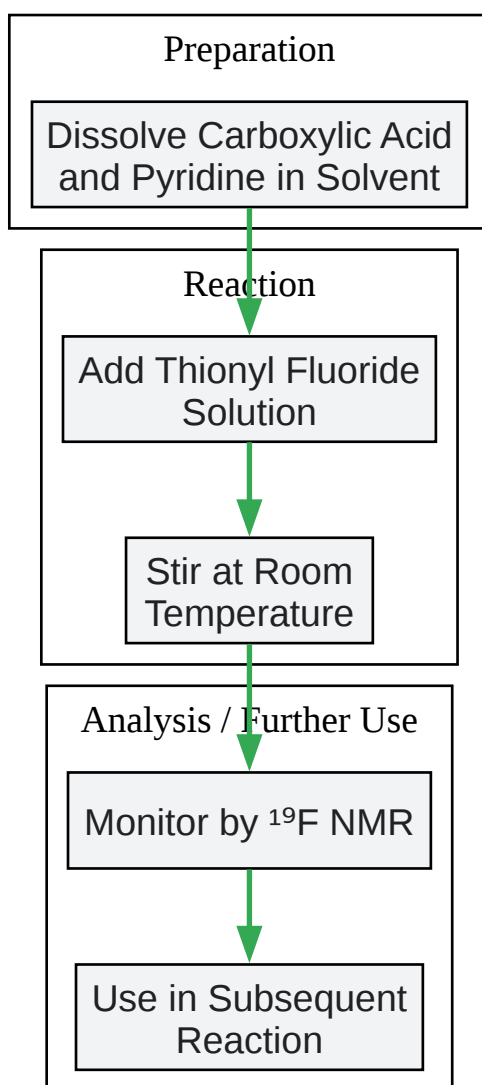 Preparation
Dissolve Carboxylic Acid
and Pyridine in Solvent
Reaction
Add Thionyl Fluoride
Solution
Stir at Room
Temperature
Analysis / Further Use
Monitor by ¹⁹F NMR
Use in Subsequent
Reaction